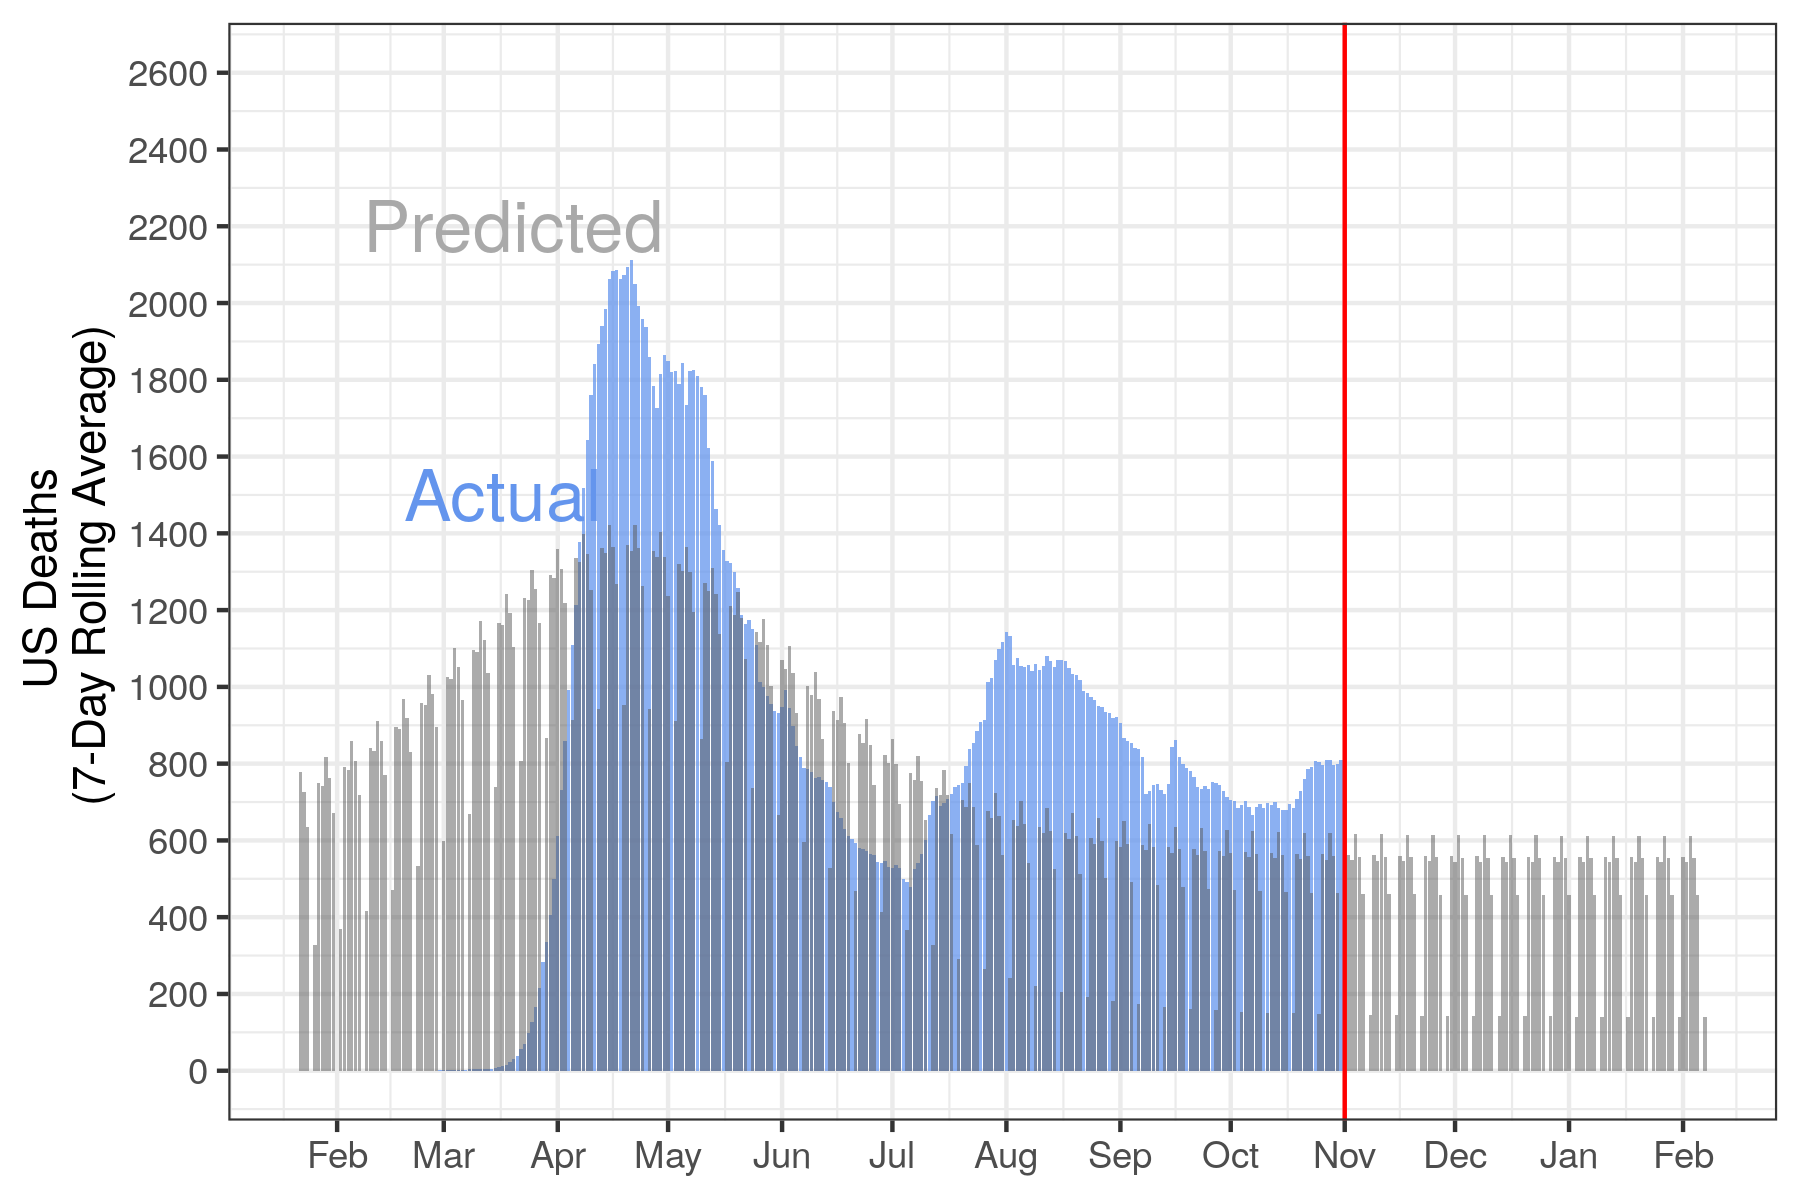 US Deaths
(7-Day Rolling Average)
2600
2400
2200
2000
1800
1600
1400
1200
1000
800
600
400
200
0
Predicted
Actual
Feb Mar Apr May Jun Jul Aug Sep Oct Nov Dec Jan Feb